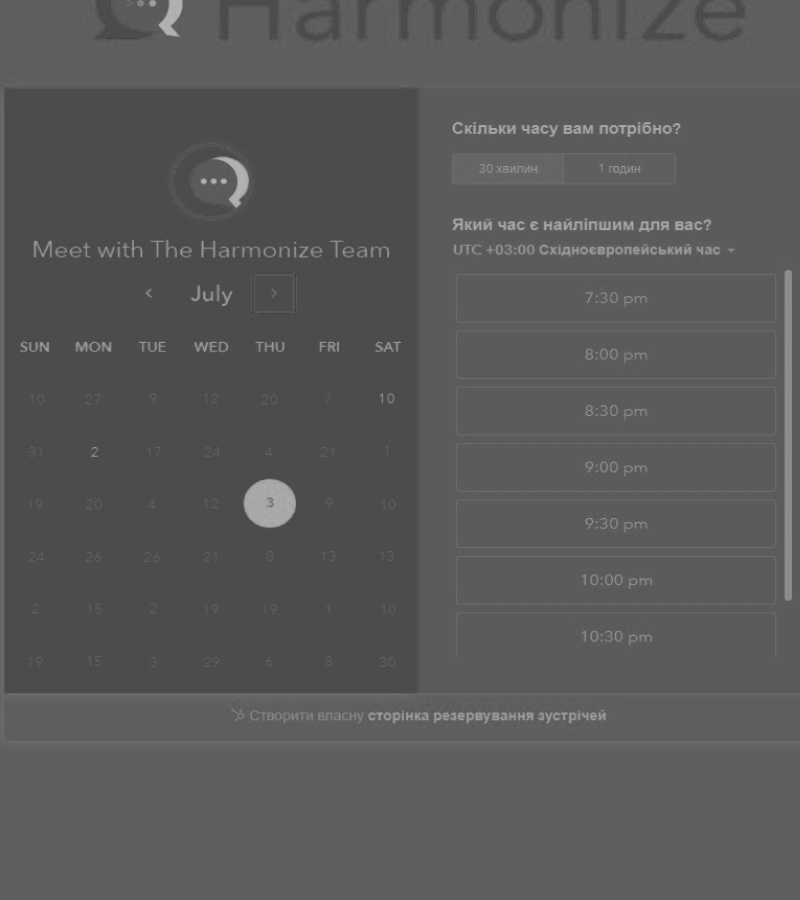 Harmonize
Meet with The Harmonize Team
July
SUN MON TUE WED THU FRI SAT
10 27 9 12 20 7 10
31 2 17 24 4 21 1
19 20 4 12 3 9 10
24 26 26 21 8 13 13
2 15 2 19 19 1 10
19 15 3 29 6 8 30
Скільки часу вам потрібно?
30 хвилин 1 годин
Який час є найліпшим для вас?
UTC +03:00 Східноєвропейський час
7:30 pm
8:00 pm
8:30 pm
9:00 pm
9:30 pm
10:00 pm
10:30 pm
Створити власну сторінка резервування зустрічей